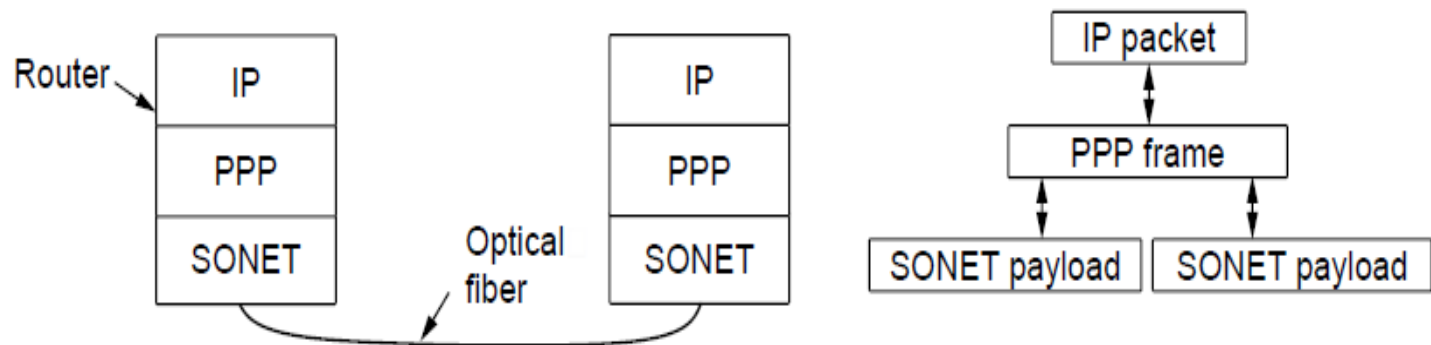 Router
IP
PPP
SONET
Optical
fiber
IP
PPP
SONET
IP packet
PPP frame
SONET payload
SONET payload